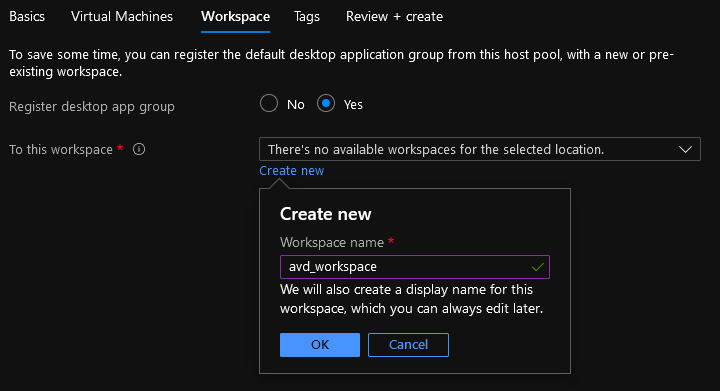 Basics Virtual Machines Workspace Tags Review + create
To save some time, you can register the default desktop application group from this host pool, with a new or pre-
existing workspace.
Register desktop app group No Yes
To this workspace * There's no available workspaces for the selected location.
Create new
Create new
Workspace name *
avd_workspace
We will also create a display name for this
workspace, which you can always edit later.
OK Cancel